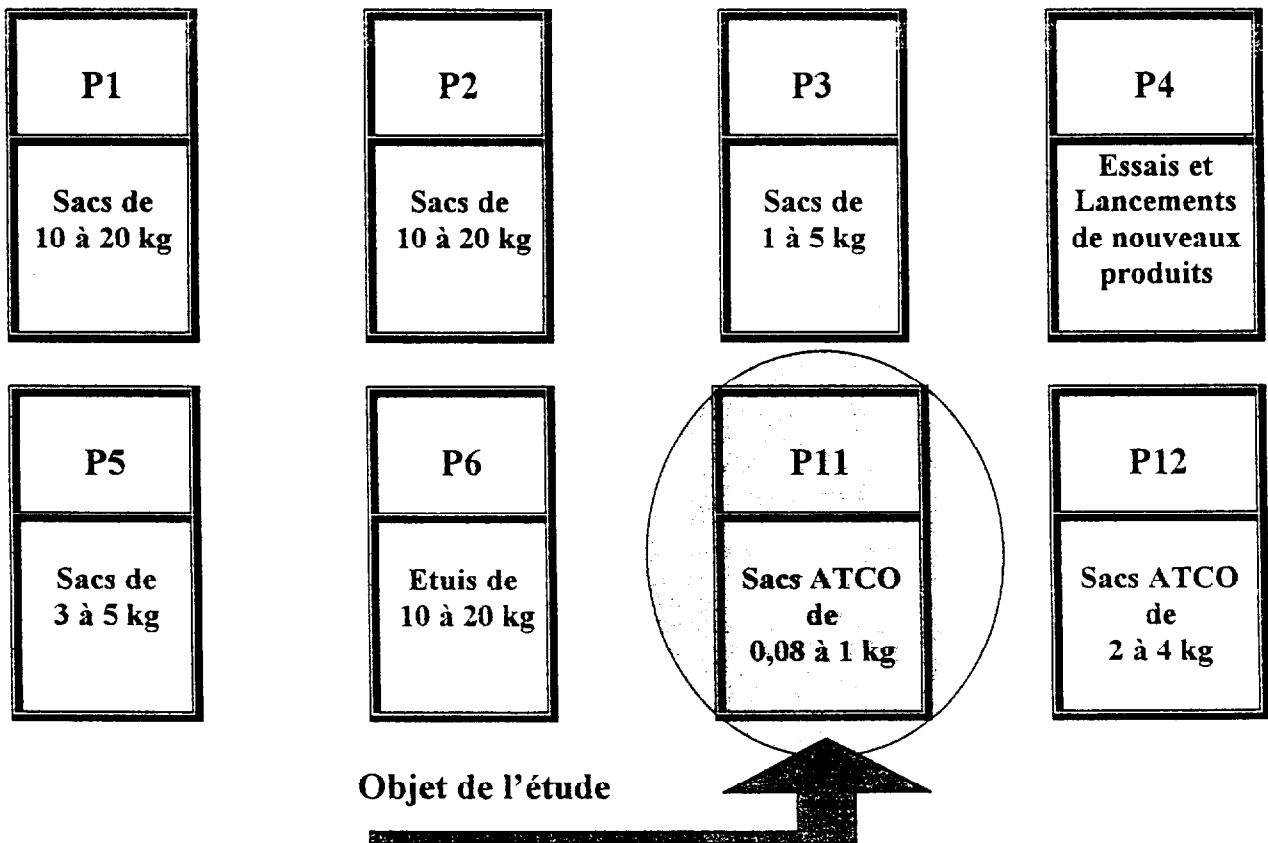 P1
Sacs de
10 à 20 kg
P2
Sacs de
10 à 20 kg
P3
Sacs de
1 à 5 kg
P4
Essais et
Lancements
de nouveaux
produits
P5
Sacs de
3 à 5 kg
P6
Etuis de
10 à 20 kg
P11
Sacs ATCO
de
0,08 à 1 kg
P12
Sacs ATCO
de
2 à 4 kg
Objet de l'étude